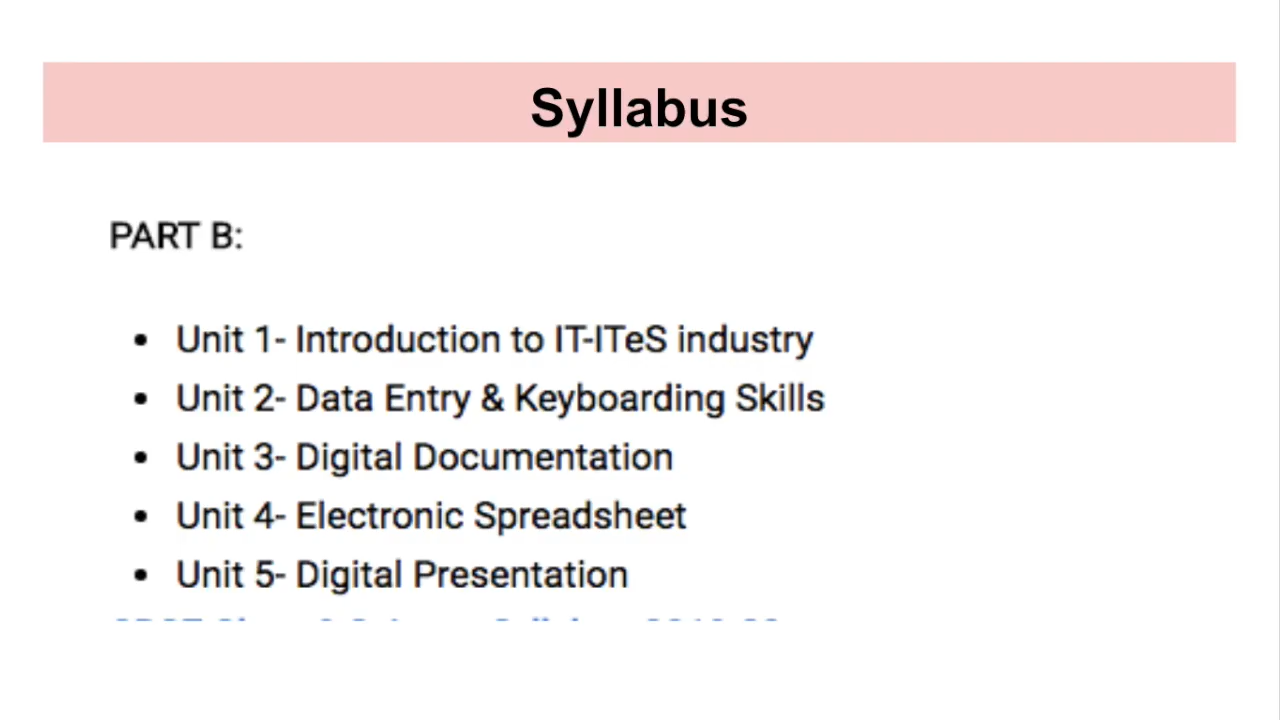 Syllabus
PART B:
• Unit 1- Introduction to IT-ITeS industry
• Unit 2- Data Entry & Keyboarding Skills
• Unit 3- Digital Documentation
• Unit 4- Electronic Spreadsheet
• Unit 5- Digital Presentation